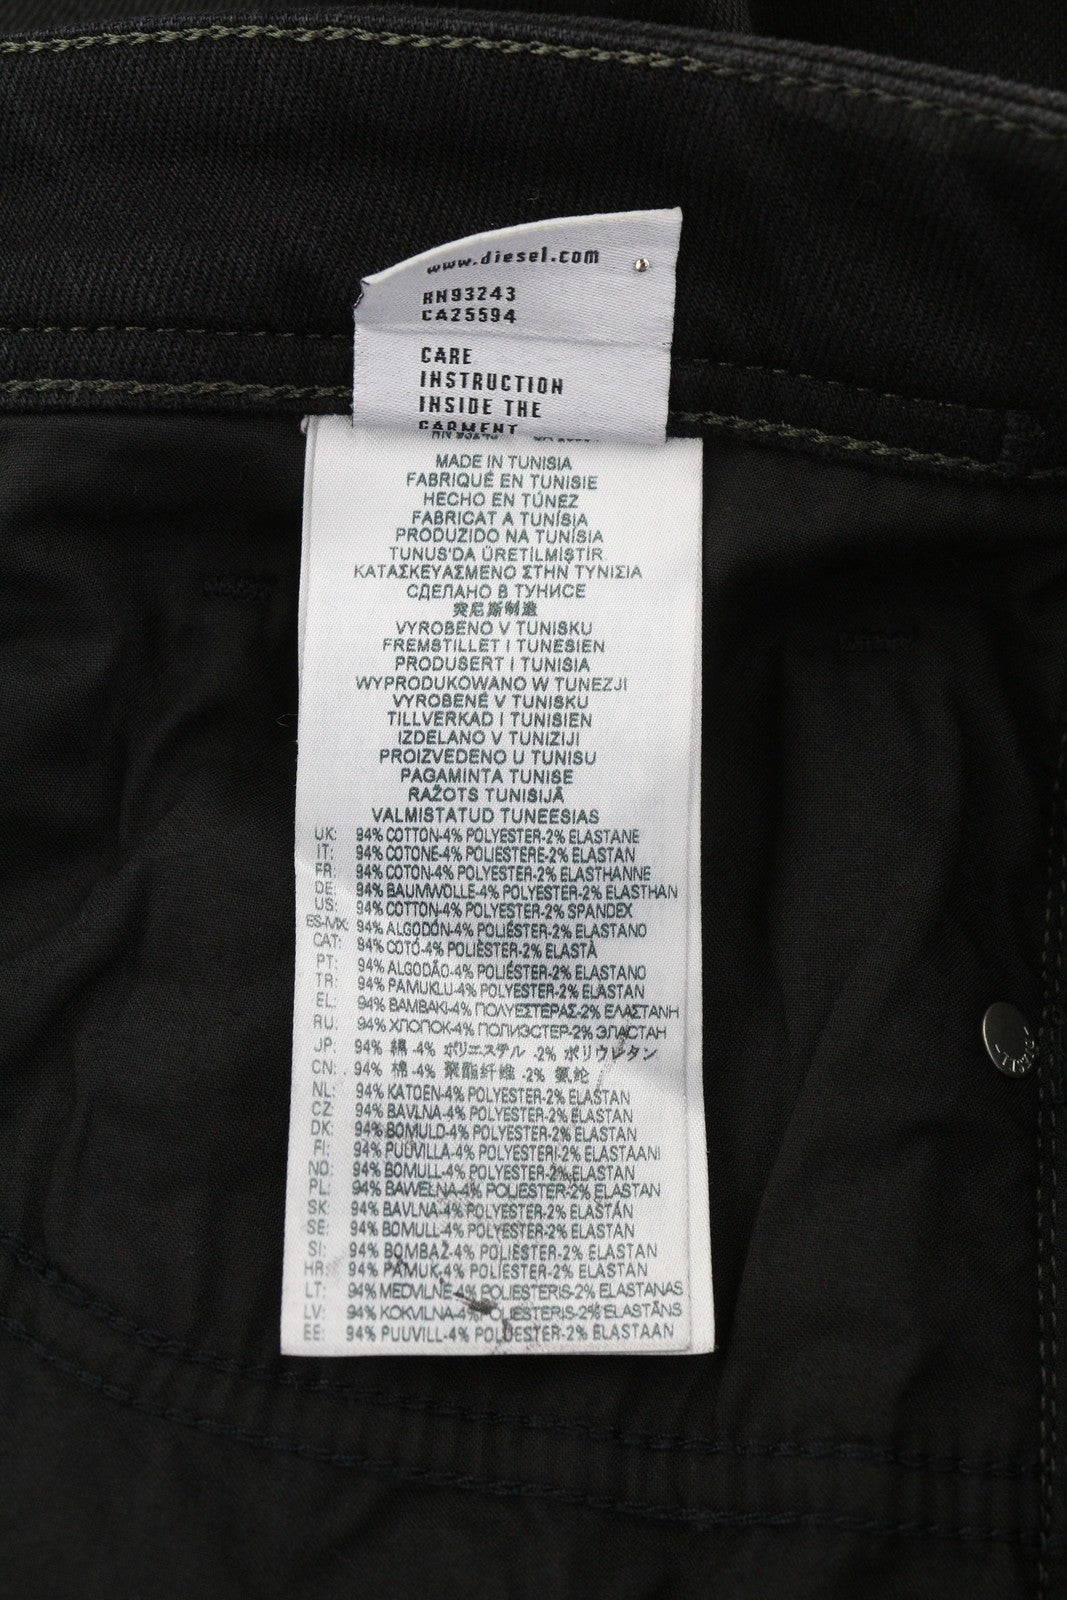 www.diesel.com
RN93243
CA25594
CARE
INSTRUCTION
INSIDE THE
GARMENT
MADE IN TUNISIA
FABRIQUÉ EN TUNISIE
HECHO EN TÚNEZ
FABRICAT A TUNÍSIA
PRODUZIDO NA TUNÍSIA
TUNUS'DA ÜRETILMIŞTIR
ΚΑΤΑΣΚΕΥΑΣΜΕΝΟ ΣΤΗΝ ΤΥΝΙΣΙΑ
СДЕЛАНО В ТУНИСЕ
突尼斯制造
VYROBENO V TUNISKU
FREMSTILLET I TUNESIEN
PRODUSERT I TUNISIA
WYPRODUKOWANO W TUNEZJI
VYROBENÉ V TUNISKU
TILLVERKAD I TUNISIEN
IZDELANO V TUNIZIJI
PROIZVEDENO U TUNISU
PAGAMINTA TUNISE
RAŽOTS TUNISIJĀ
VALMISTATUD TUNEESIAS
UK: 94% COTTON-4% POLYESTER-2% ELASTANE
IT: 94% COTONE-4% POLIESTERE-2% ELASTAN
FR: 94% COTON-4% POLYESTER-2% ELASTHANNE
DE: 94% BAUMWOLLE-4% POLYESTER-2% ELASTHAN
US: 94% COTTON-4% POLYESTER-2% SPANDEX
ES-MX: 94% ALGODÓN-4% POLIÉSTER-2% ELASTANO
CAT: 94% COTÓ-4% POLIÈSTER-2% ELASTÀ
PT: 94% ALGODÃO-4% POLIÉSTER-2% ELASTANO
TR: 94% PAMUKLU-4% POLYESTER-2% ELASTAN
EL: 94% ΒΑΜΒΑΚΙ-4% ΠΟΛΥΕΣΤΕΡΑΣ-2% ΕΛΑΣΤΑΝΗ
RU: 94% ХЛОПОК-4% ПОЛИЭСТЕР-2% ЭЛАСТАН
JP: 94% 綿 -4% ポリエステル -2% ポリウレタン
CN: 94% 棉 -4% 聚酯纤维 -2% 氨纶
NL: 94% KATOEN-4% POLYESTER-2% ELASTAN
CZ: 94% BAVLNA-4% POLYESTER-2% ELASTAN
DK: 94% BOMULD-4% POLYESTER-2% ELASTAN
FI: 94% PUUVILLA-4% POLYESTERI-2% ELASTAANI
NO: 94% BOMULL-4% POLYESTER-2% ELASTAN
PL: 94% BAWEŁNA-4% POLIESTER-2% ELASTAN
SK: 94% BAVLNA-4% POLYESTER-2% ELASTÁN
SE: 94% BOMULL-4% POLYESTER-2% ELASTAN
SI: 94% BOMBAŽ-4% POLIESTER-2% ELASTAN
HR: 94% PAMUK-4% POLIESTER-2% ELASTAN
LT: 94% MEDVILNĖ-4% POLIESTERIS-2% ELASTANAS
LV: 94% KOKVILNA-4% POLIESTERIS-2% ELASTĀNS
EE: 94% PUUVILL-4% POLÜESTER-2% ELASTAAN